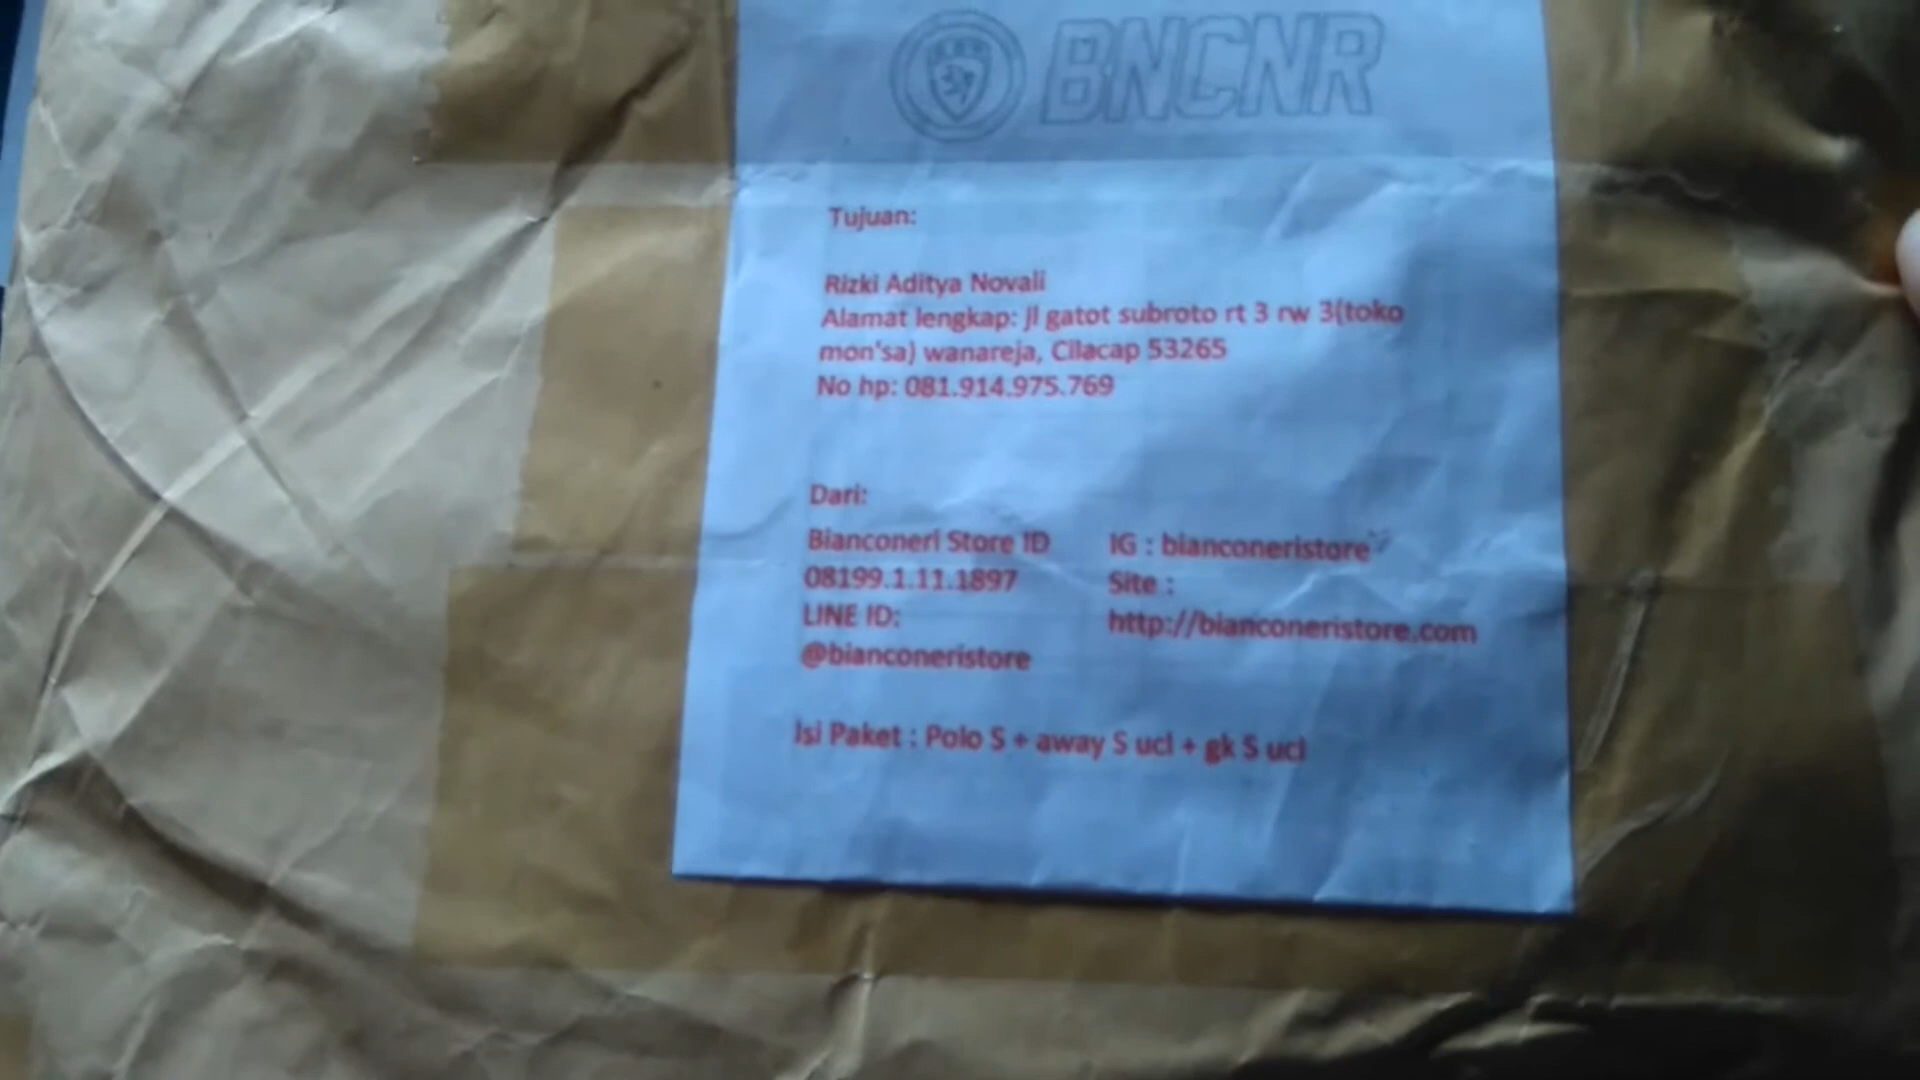 BNCNR
Tujuan:
Rizki Aditya Novali
Alamat lengkap: Jl gatot subroto rt 3 rw 3(toko
mon'sa) wanareja, Cilacap 53265
No hp: 081.914.975.769
Dari:
Bianconeri Store ID
08199.1.11.1897
LINE ID:
@bianconeristore
IG : bianconeristore
Site :
http://bianconeristore.com
Isi Paket : Polo S + away S ucl + gk S ucl